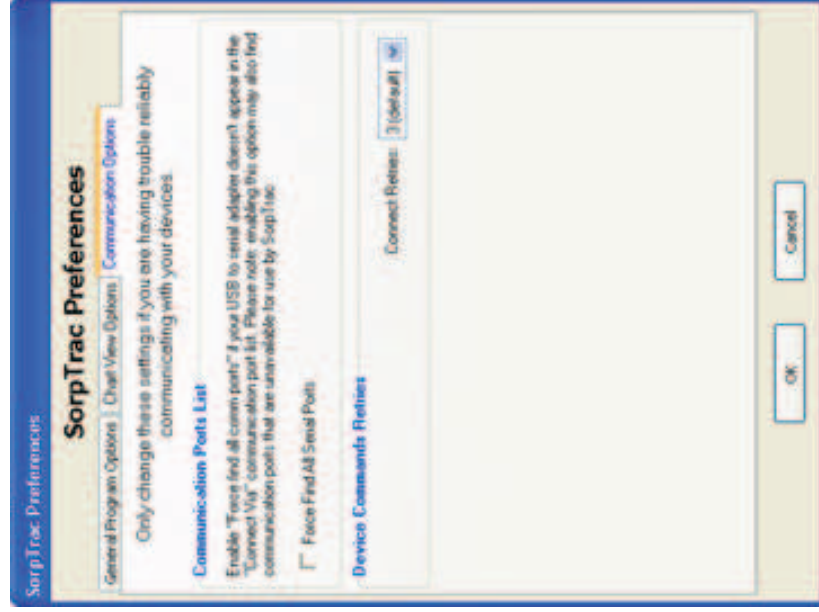 SorpTrac Preferences
SorpTrac Preferences
General Program Options Chart View Options Communication Options
Only change these settings if you are having trouble reliably
communicating with your devices.
Communication Ports List
Enable "Force find all comm ports" if your USB to serial adapter doesn't appear in the
"Connect Via" communication port list. Please note: enabling this option may also find
communication ports that are unavailable for use by SorpTrac
Force Find All Serial Ports
Device Commands Retries
Connect Retries: 3 (default)
OK Cancel